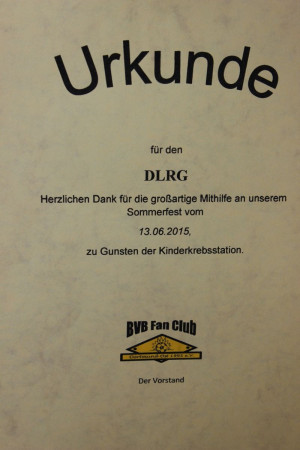 Urkunde
für den
DLRG
Herzlichen Dank für die großartige Mithilfe an unserem
Sommerfest vom
13.06.2015,
zu Gunsten der Kinderkrebsstation.
BVB Fan Club
Der Vorstand